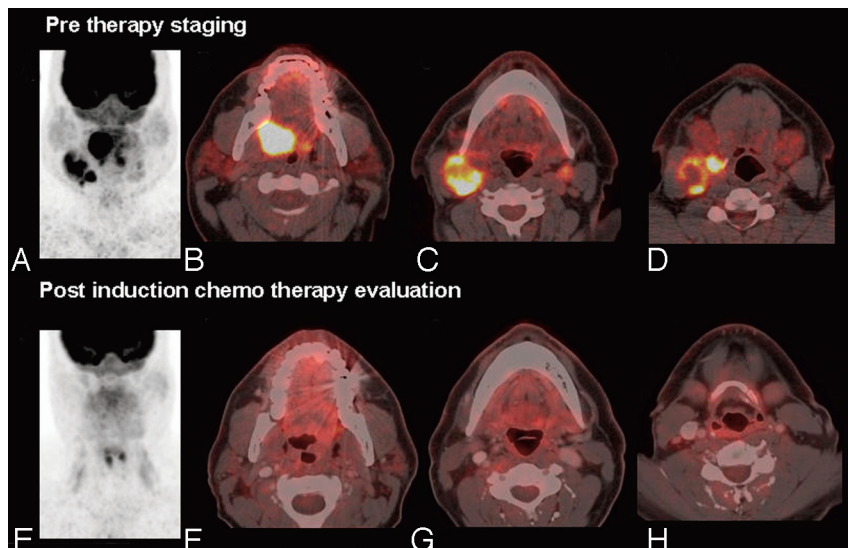 Pre therapy staging
A B C D
Post induction chemo therapy evaluation
E F G H